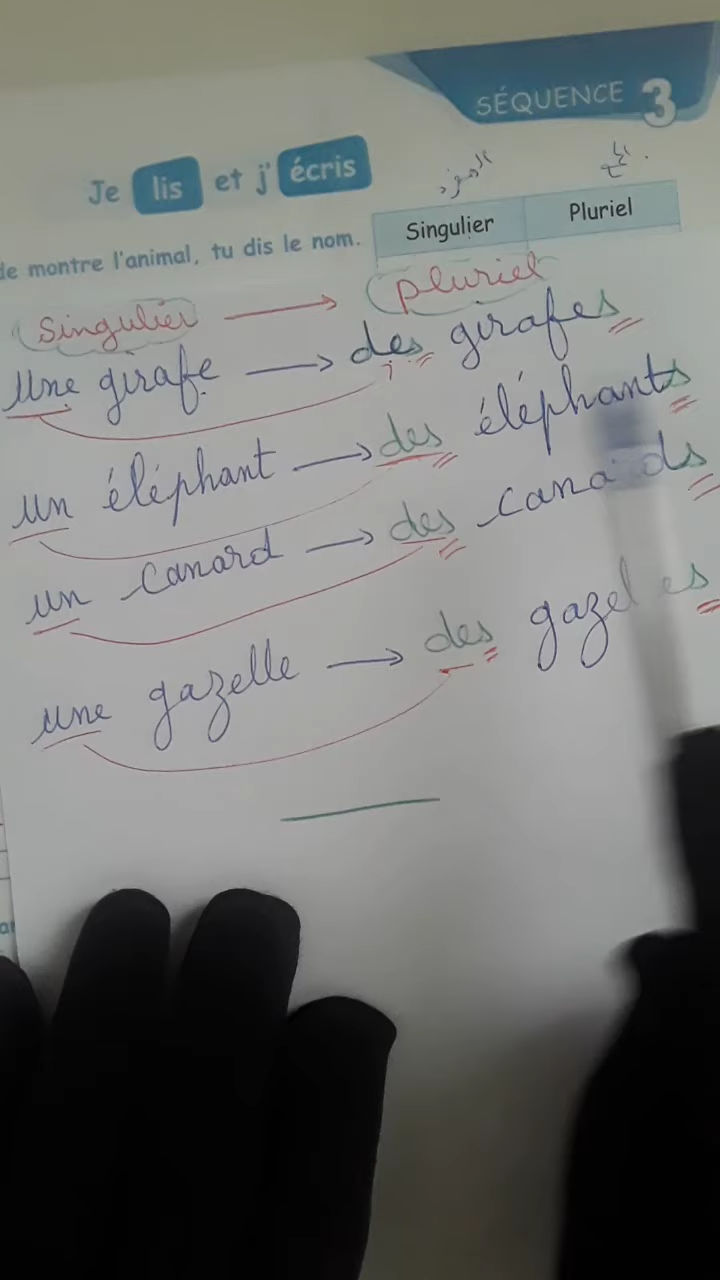 SÉQUENCE 3
Je lis et j'écris
المفرد الجمع
Singulier Pluriel
de montre l'animal, tu dis le nom.
Singulier → pluriel
une girafe → des girafes
un éléphant → des éléphants
un canard → des canards
une gazelle → des